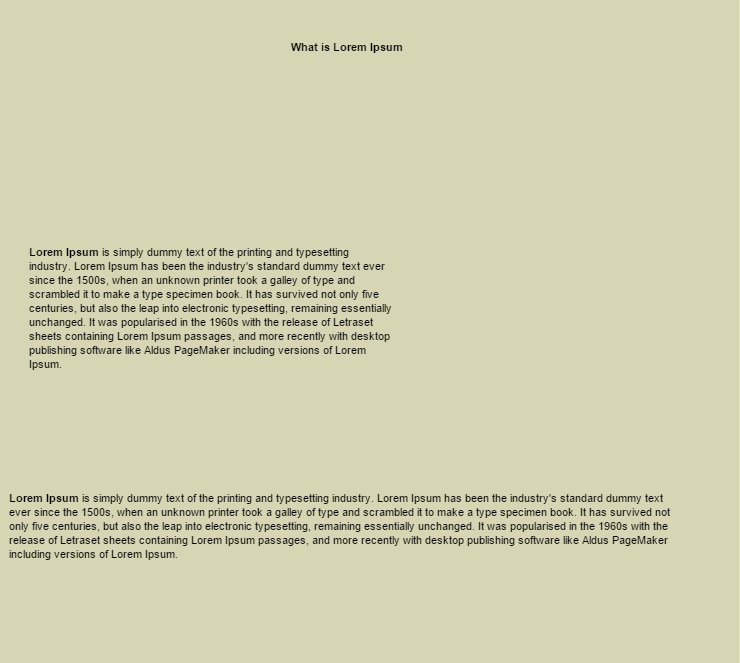 What is Lorem Ipsum
Lorem Ipsum is simply dummy text of the printing and typesetting
industry. Lorem Ipsum has been the industry's standard dummy text ever
since the 1500s, when an unknown printer took a galley of type and
scrambled it to make a type specimen book. It has survived not only five
centuries, but also the leap into electronic typesetting, remaining essentially
unchanged. It was popularised in the 1960s with the release of Letraset
sheets containing Lorem Ipsum passages, and more recently with desktop
publishing software like Aldus PageMaker including versions of Lorem
Ipsum.
Lorem Ipsum is simply dummy text of the printing and typesetting industry. Lorem Ipsum has been the industry's standard dummy text
ever since the 1500s, when an unknown printer took a galley of type and scrambled it to make a type specimen book. It has survived not
only five centuries, but also the leap into electronic typesetting, remaining essentially unchanged. It was popularised in the 1960s with the
release of Letraset sheets containing Lorem Ipsum passages, and more recently with desktop publishing software like Aldus PageMaker
including versions of Lorem Ipsum.